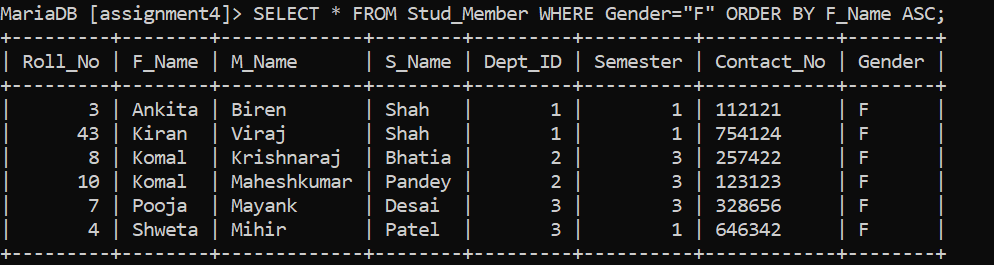 MariaDB [assignment4]> SELECT * FROM Stud_Member WHERE Gender="F" ORDER BY F_Name ASC;
+---------+--------+-------------+--------+---------+----------+------------+--------+
| Roll_No | F_Name | M_Name      | S_Name | Dept_ID | Semester | Contact_No | Gender |
+---------+--------+-------------+--------+---------+----------+------------+--------+
|       3 | Ankita | Biren       | Shah   |       1 |        1 | 112121     | F      |
|      43 | Kiran  | Viraj       | Shah   |       1 |        1 | 754124     | F      |
|       8 | Komal  | Krishnaraj  | Bhatia |       2 |        3 | 257422     | F      |
|      10 | Komal  | Maheshkumar | Pandey |       2 |        3 | 123123     | F      |
|       7 | Pooja  | Mayank      | Desai  |       3 |        3 | 328656     | F      |
|       4 | Shweta | Mihir       | Patel  |       3 |        1 | 646342     | F      |
+---------+--------+-------------+--------+---------+----------+------------+--------+